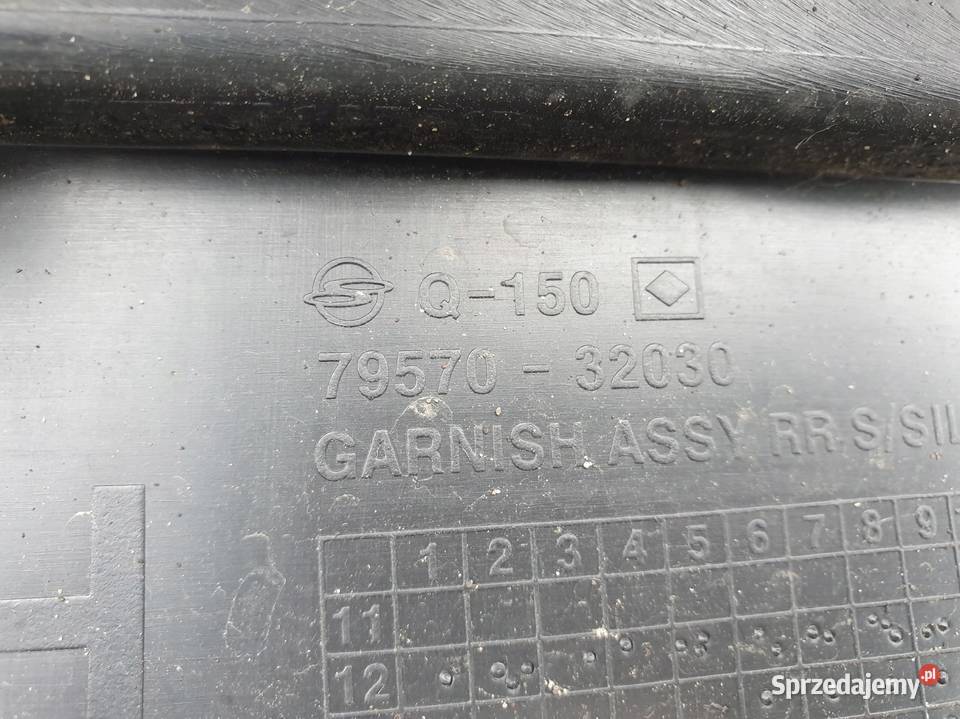 Q-150
79570 - 32030
GARNISH ASSY RR S/SIL
1 2 3 4 5 6 7 8 9
11
12
Sprzedajemy.pl